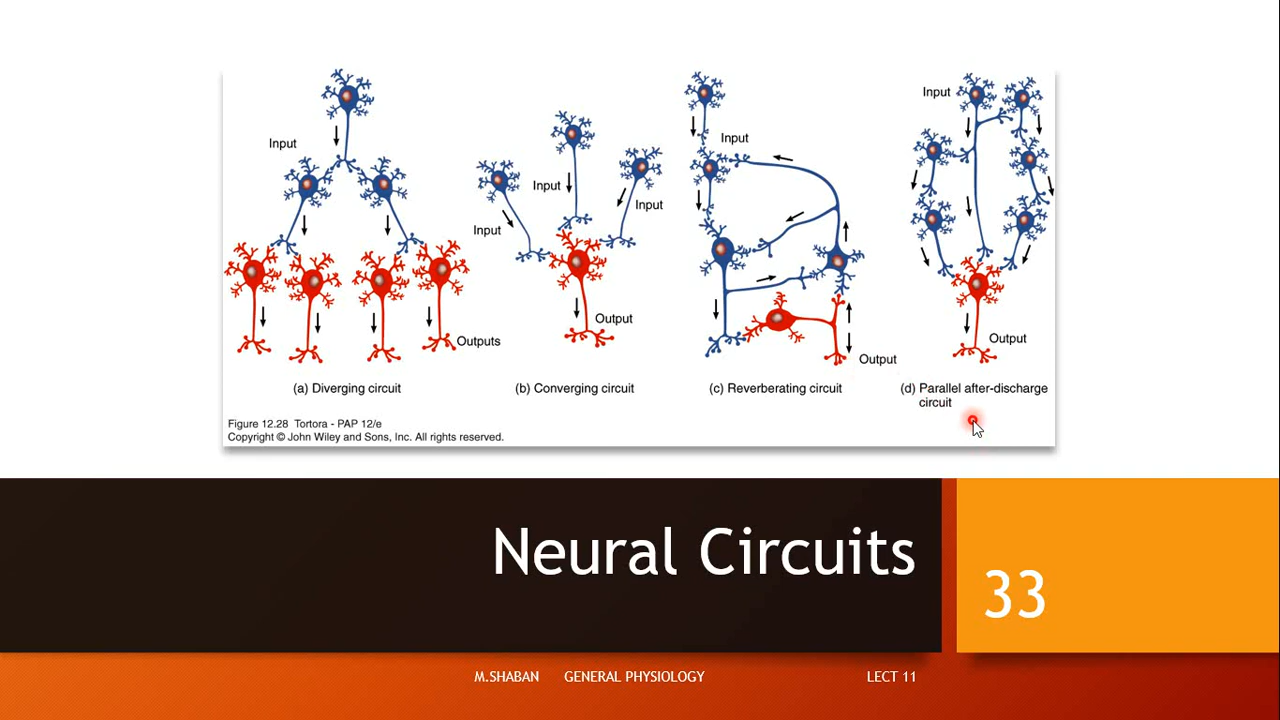 Input
Outputs
(a) Diverging circuit
Input
Input
Input
Output
(b) Converging circuit
Input
Output
(c) Reverberating circuit
Input
Output
(d) Parallel after-discharge
circuit
Figure 12.28 Tortora - PAP 12/e
Copyright © John Wiley and Sons, Inc. All rights reserved.
Neural Circuits
33
M.SHABAN GENERAL PHYSIOLOGY LECT 11